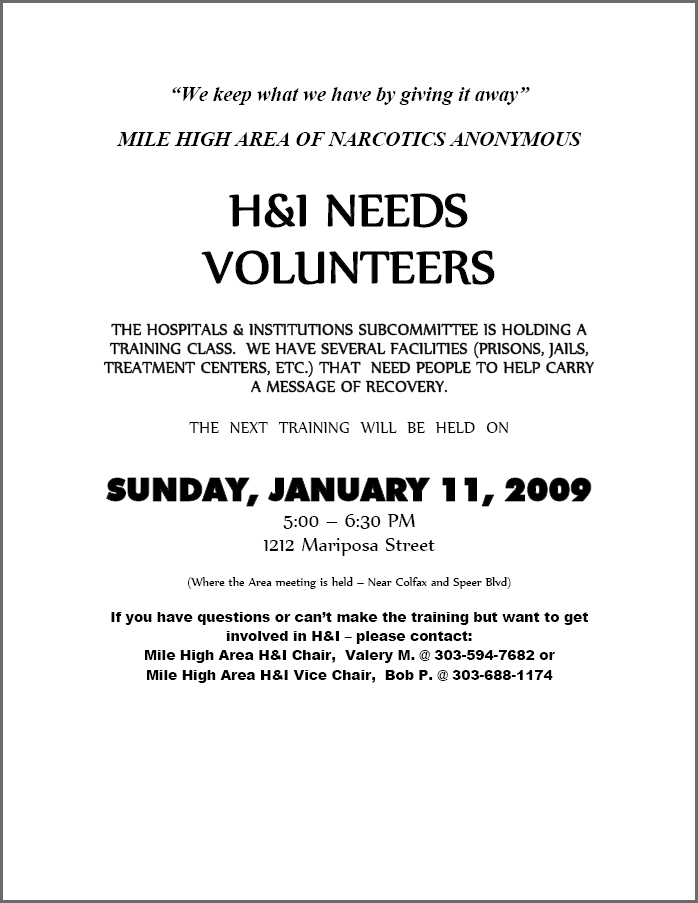 “We keep what we have by giving it away”
MILE HIGH AREA OF NARCOTICS ANONYMOUS
H&I NEEDS
VOLUNTEERS
THE HOSPITALS & INSTITUTIONS SUBCOMMITTEE IS HOLDING A
TRAINING CLASS.  WE HAVE SEVERAL FACILITIES (PRISONS, JAILS,
TREATMENT CENTERS, ETC.) THAT  NEED PEOPLE TO HELP CARRY
A MESSAGE OF RECOVERY.
THE NEXT TRAINING WILL BE HELD ON
SUNDAY, JANUARY 11, 2009
5:00 – 6:30 PM
1212 Mariposa Street
(Where the Area meeting is held – Near Colfax and Speer Blvd)
If you have questions or can’t make the training but want to get
involved in H&I – please contact:
Mile High Area H&I Chair,  Valery M. @ 303-594-7682 or
Mile High Area H&I Vice Chair,  Bob P. @ 303-688-1174